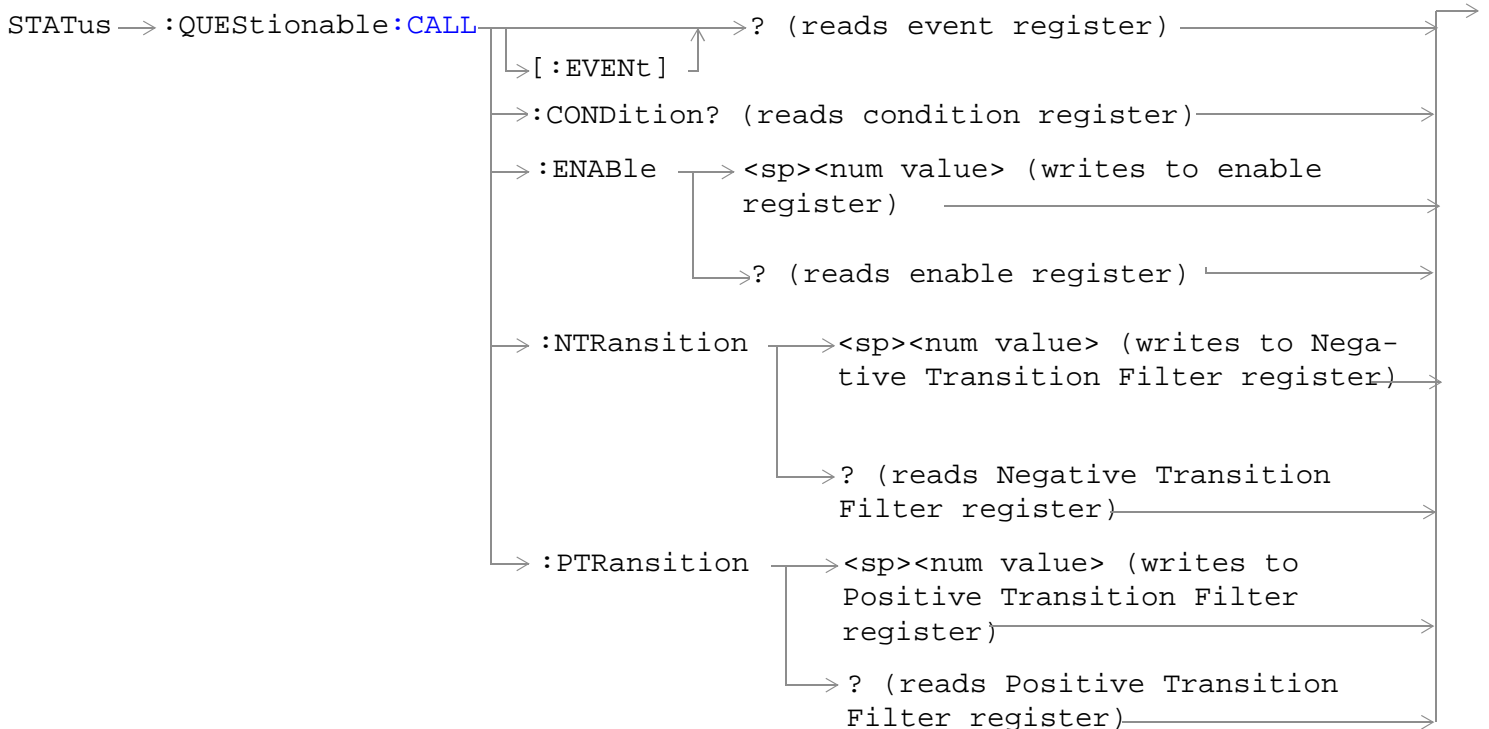 STATus :QUEStionable:CALL ? (reads event register)
[:EVENt]
:CONDition? (reads condition register)
:ENABle <sp><num value> (writes to enable
register)
? (reads enable register)
:NTRansition <sp><num value> (writes to Nega-
tive Transition Filter register)
? (reads Negative Transition
Filter register)
:PTRansition <sp><num value> (writes to
Positive Transition Filter
register)
? (reads Positive Transition
Filter register)